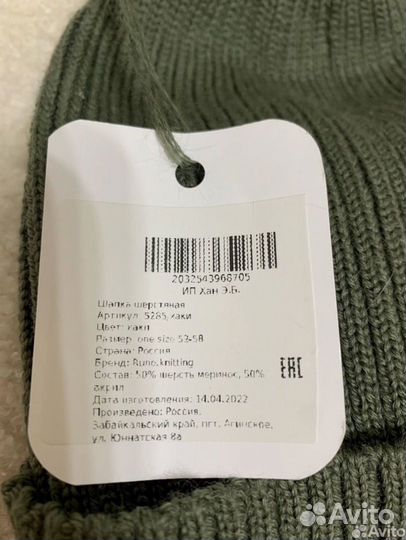 2032543968705
ИП Хан Э.Б.
Шапка шерстяная
Артикул: 5285, хаки
Цвет: хаки
Размер: one size 53-58
Страна: Россия
Бренд: Runo.knitting
Состав: 50% шерсть меринос, 50%
акрил
Дата изготовления: 14.04.2022
Произведено: Россия,
Забайкальский край, пгт. Агинское,
ул. Юннатская 8а
EAC
Avito
Avito